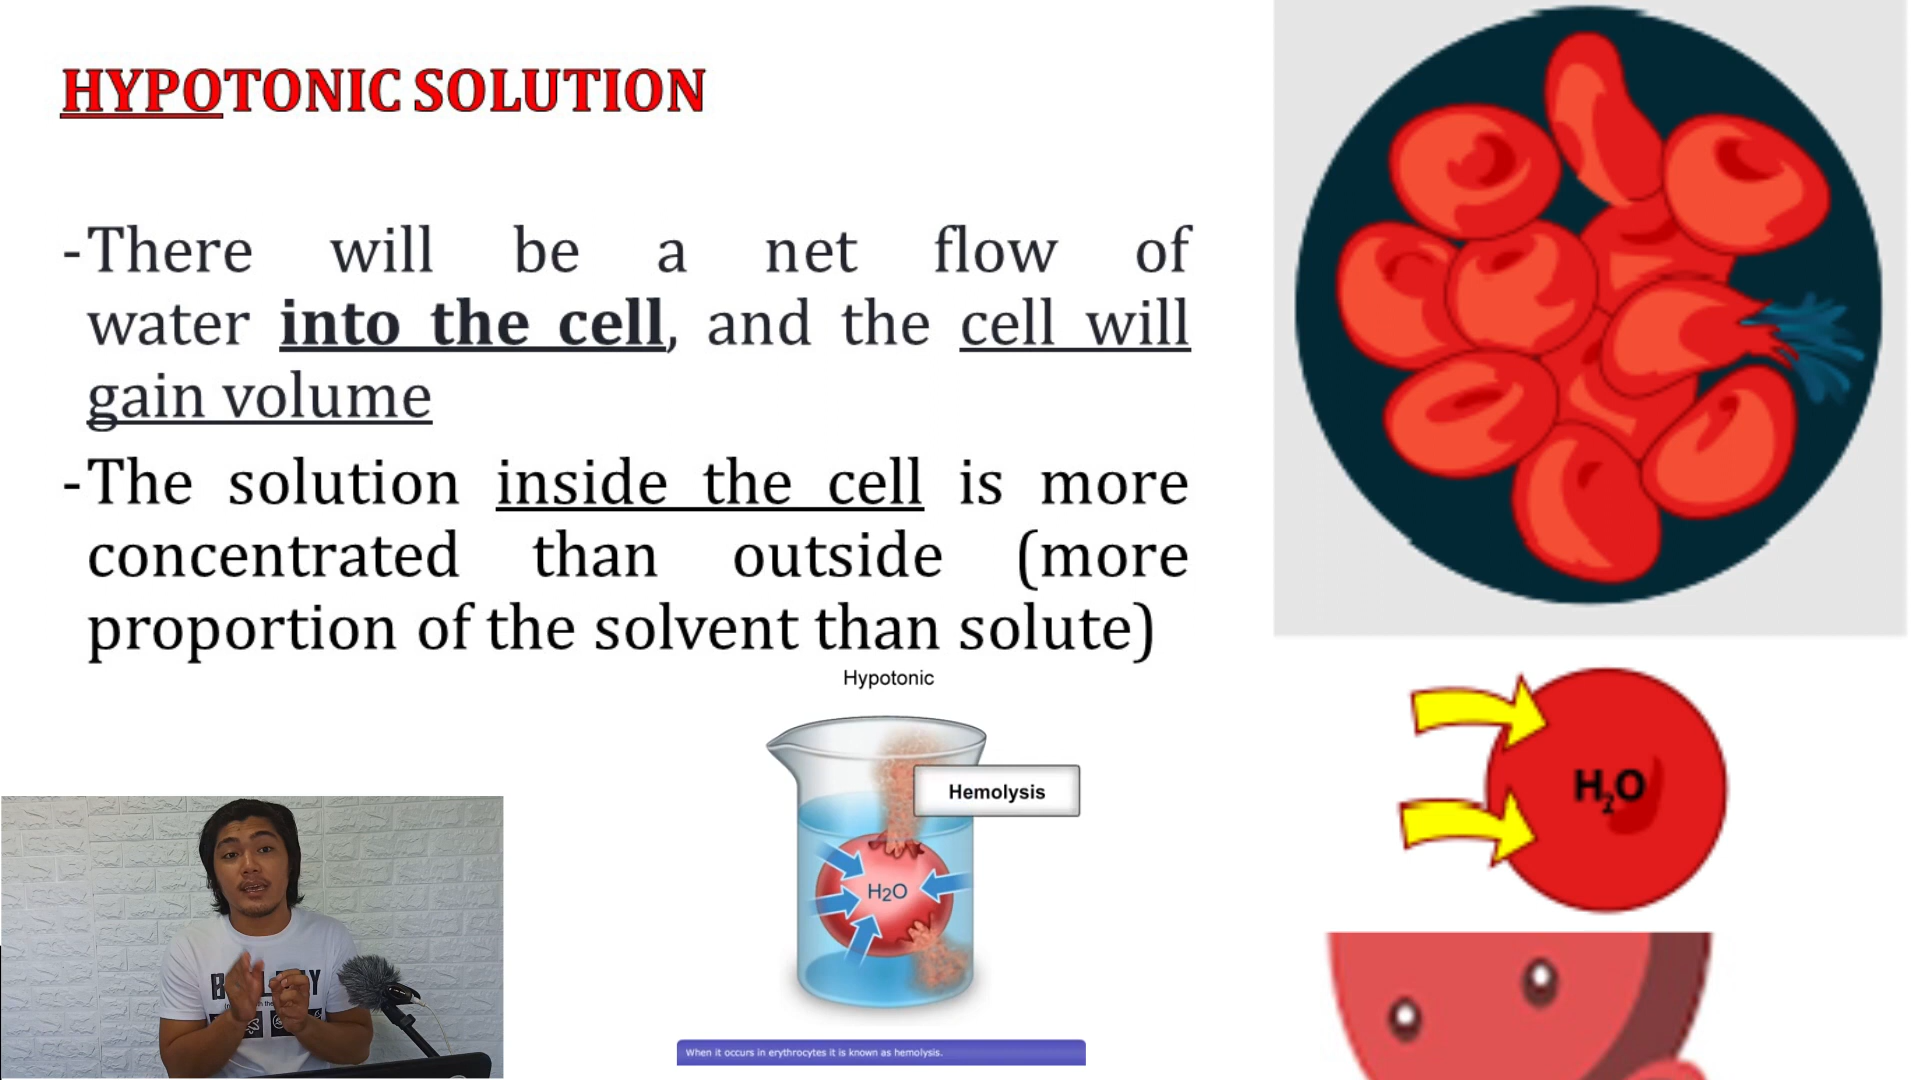 HYPOTONIC SOLUTION
-There will be a net flow of
water into the cell, and the cell will
gain volume
-The solution inside the cell is more
concentrated than outside (more
proportion of the solvent than solute)
Hypotonic
Hemolysis
H2O
H2O
When it occurs in erythrocytes it is known as hemolysis.